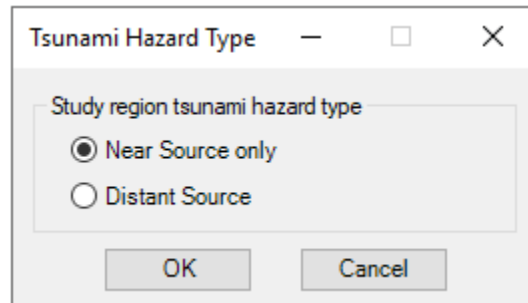 Tsunami Hazard Type
Study region tsunami hazard type
Near Source only
Distant Source
OK Cancel